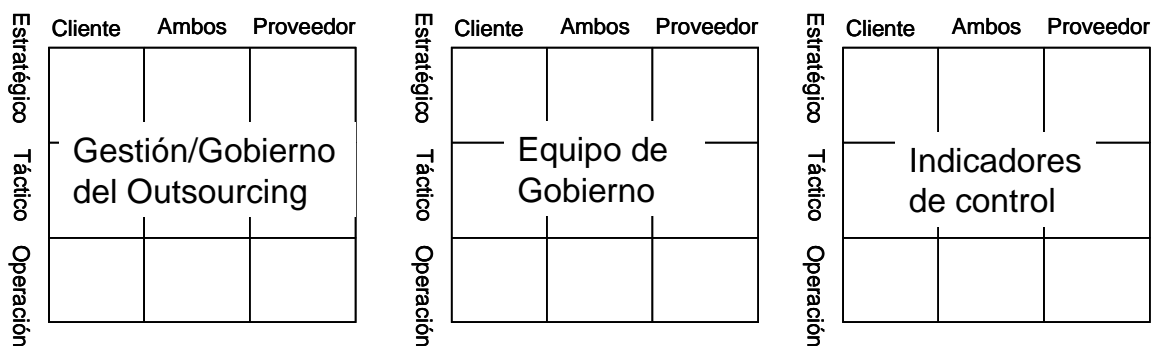 Cliente Ambos Proveedor
Estratégico Táctico Operación
Gestión/Gobierno
del Outsourcing
Cliente Ambos Proveedor
Estratégico Táctico Operación
Equipo de
Gobierno
Cliente Ambos Proveedor
Estratégico Táctico Operación
Indicadores
de control